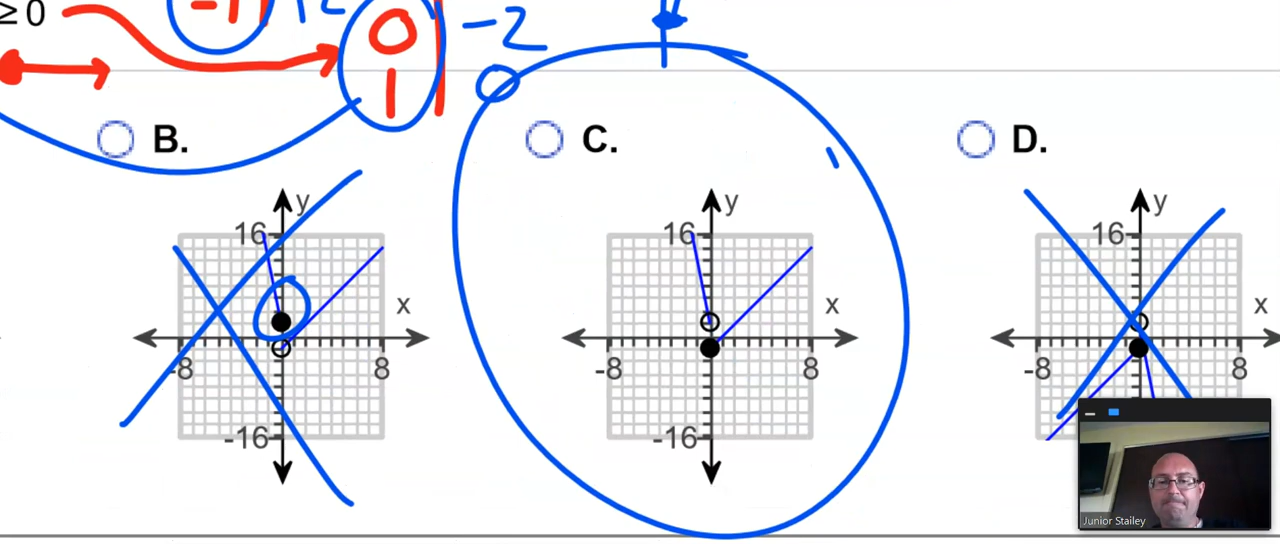 ≥ 0 -1 0 -2
1
B. C. D.
y y y
16 16 16
x x
-8 8 -8 8 -8 8
-16 -16
Junior Stailey